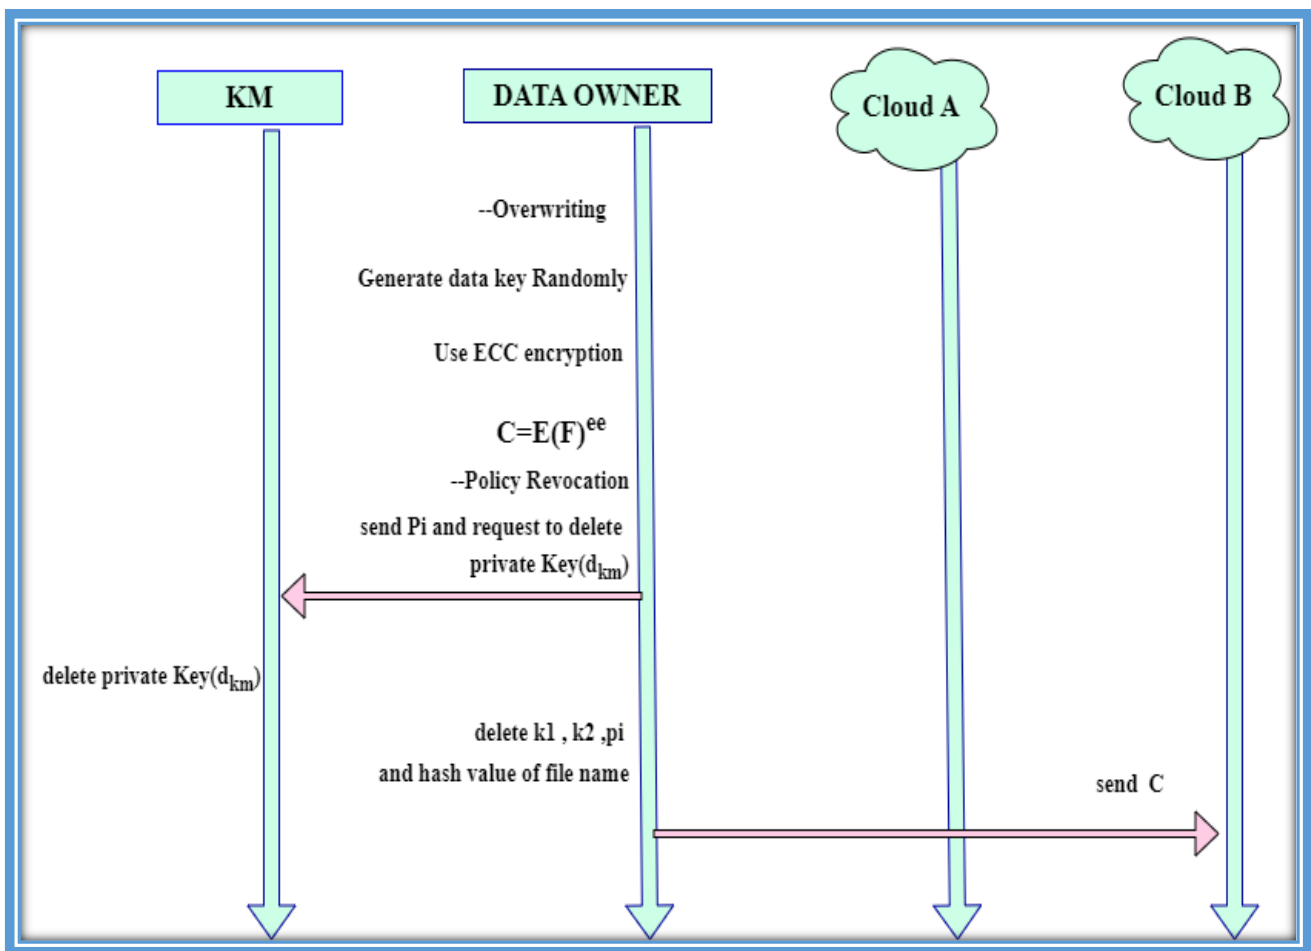 KM
DATA OWNER
Cloud A
Cloud B
--Overwriting
Generate data key Randomly
Use ECC encryption
C=E(F)^ee
--Policy Revocation
send Pi and request to delete
private Key(d_km)
delete private Key(d_km)
delete k1 , k2 ,pi
and hash value of file name
send C